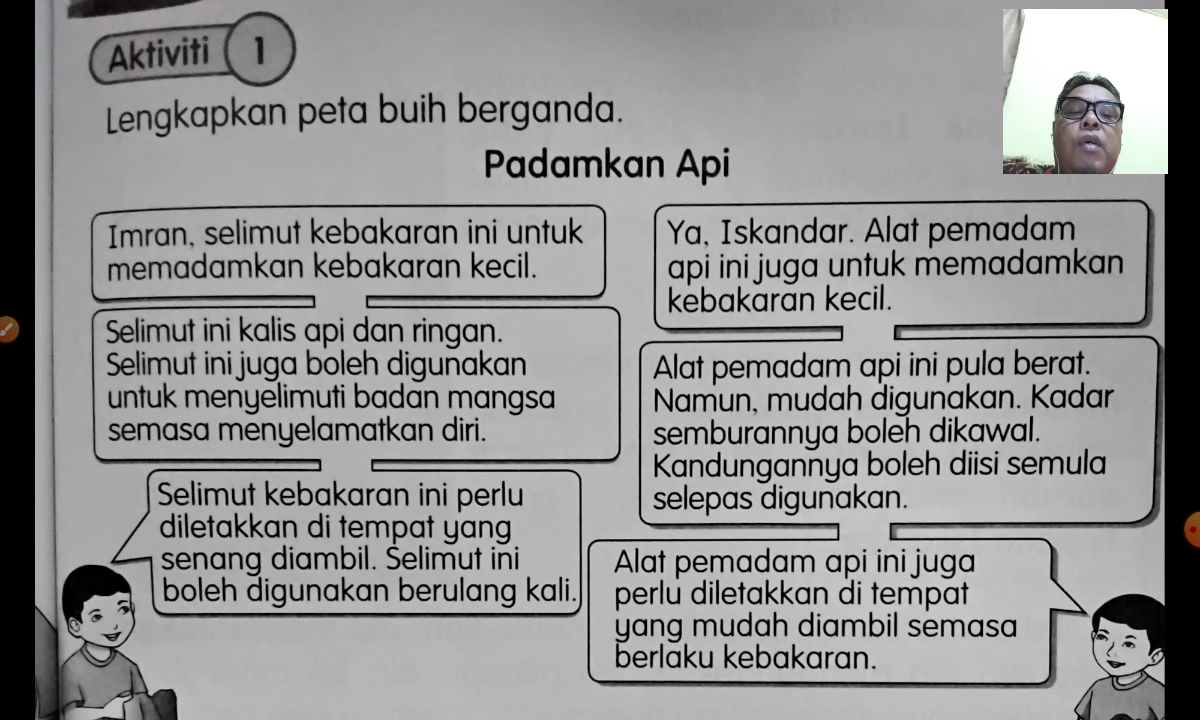 Aktiviti 1
Lengkapkan peta buih berganda.
Padamkan Api
Imran, selimut kebakaran ini untuk
memadamkan kebakaran kecil.
Selimut ini kalis api dan ringan.
Selimut ini juga boleh digunakan
untuk menyelimuti badan mangsa
semasa menyelamatkan diri.
Selimut kebakaran ini perlu
diletakkan di tempat yang
senang diambil. Selimut ini
boleh digunakan berulang kali.
Ya, Iskandar. Alat pemadam
api ini juga untuk memadamkan
kebakaran kecil.
Alat pemadam api ini pula berat.
Namun, mudah digunakan. Kadar
semburannya boleh dikawal.
Kandungannya boleh diisi semula
selepas digunakan.
Alat pemadam api ini juga
perlu diletakkan di tempat
yang mudah diambil semasa
berlaku kebakaran.